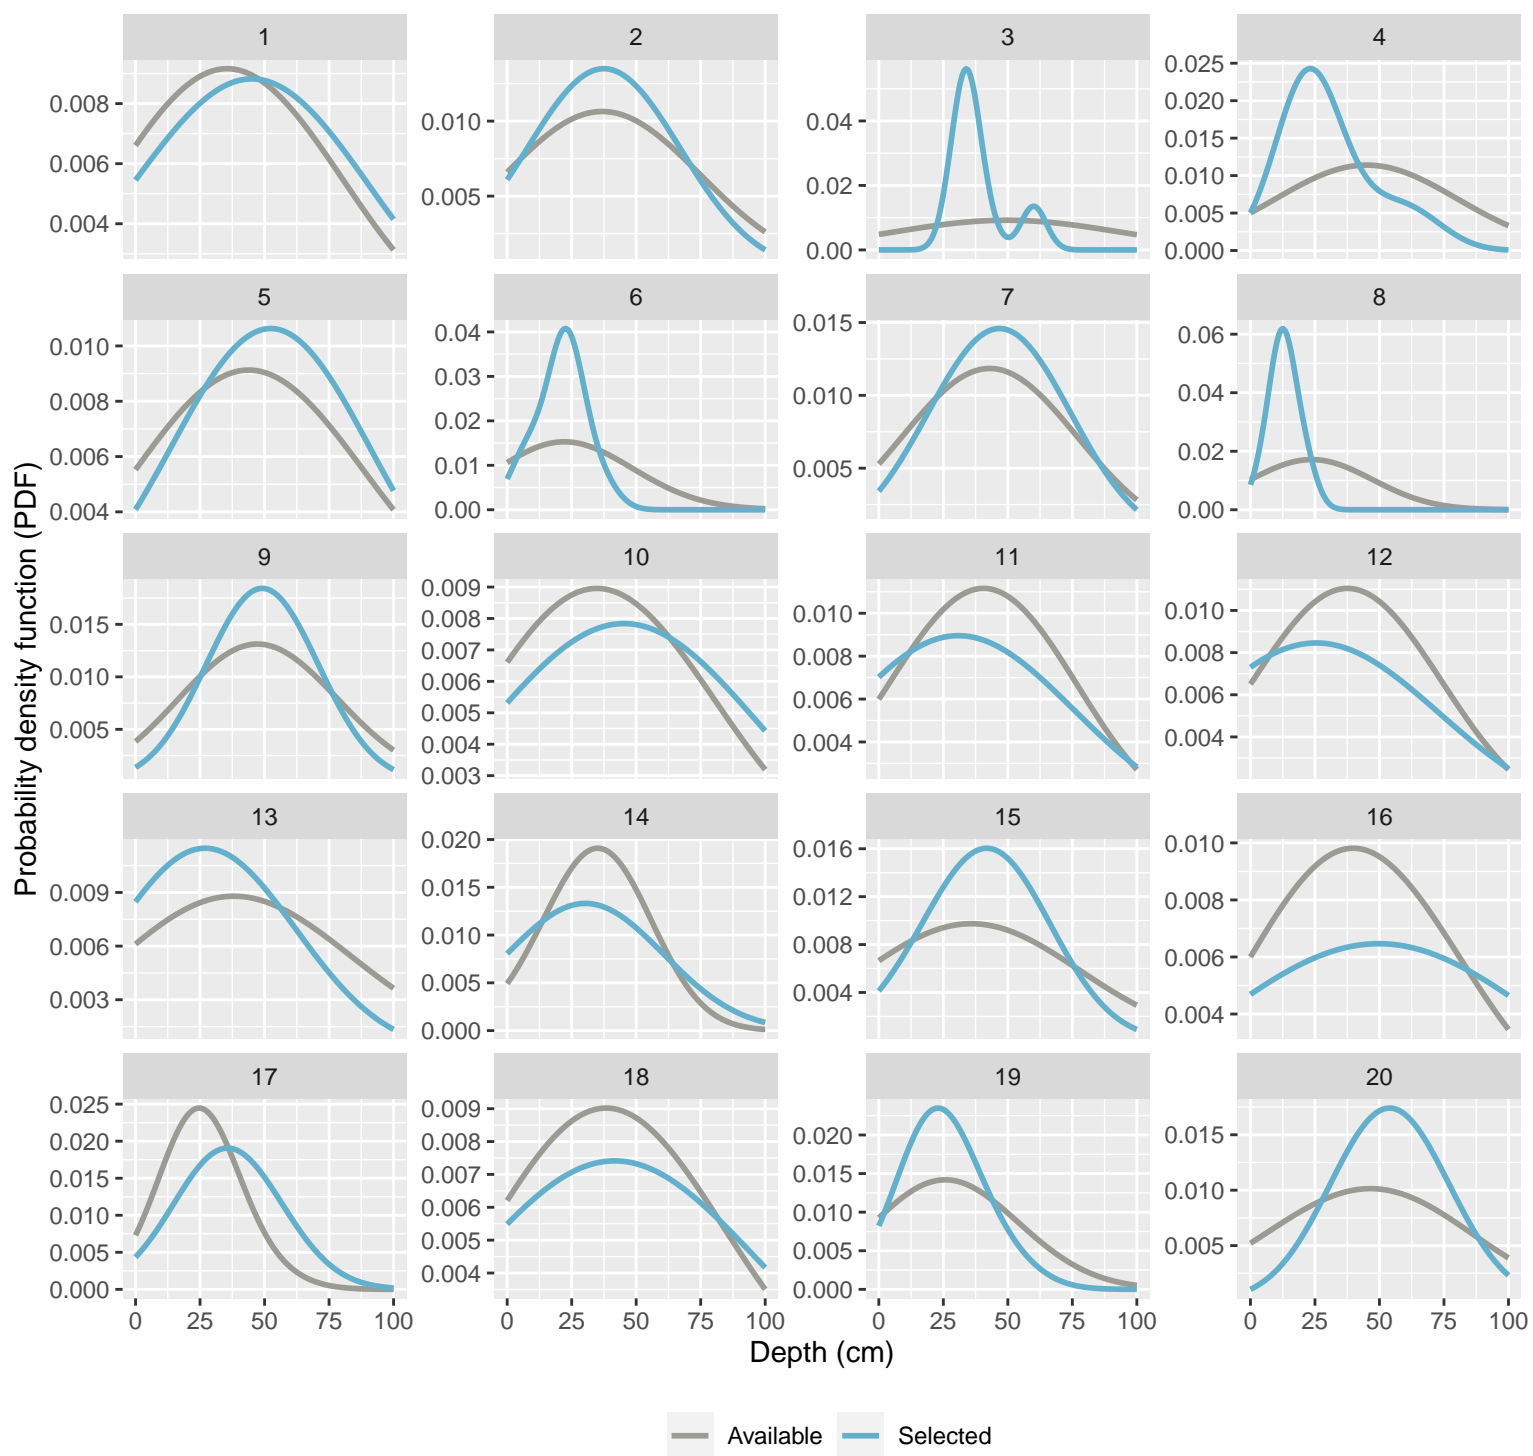 1 2 3 4
0.008 0.010 0.04 0.025
0.006 0.005 0.02 0.020
0.004 0.00 0.015
0.010
0.005
0.000
5 6 7 8
0.010 0.04 0.015 0.06
0.008 0.03 0.010 0.04
0.006 0.02 0.005 0.02
0.004 0.01 0.00
0.00
9 10 11 12
0.015 0.009 0.010 0.010
0.010 0.008 0.008 0.008
0.005 0.007 0.006 0.006
0.006 0.004 0.004
0.005
0.004
0.003
13 14 15 16
0.009 0.020 0.016 0.010
0.006 0.015 0.012 0.008
0.003 0.010 0.008 0.006
0.005 0.004 0.004
0.000
17 18 19 20
0.025 0.009 0.020 0.015
0.020 0.008 0.015 0.010
0.015 0.007 0.010 0.005
0.010 0.006 0.005
0.005 0.005 0.000
0.000 0.004
0 25 50 75 100 0 25 50 75 100 0 25 50 75 100 0 25 50 75 100
Probability density function (PDF)
Depth (cm)
Available Selected